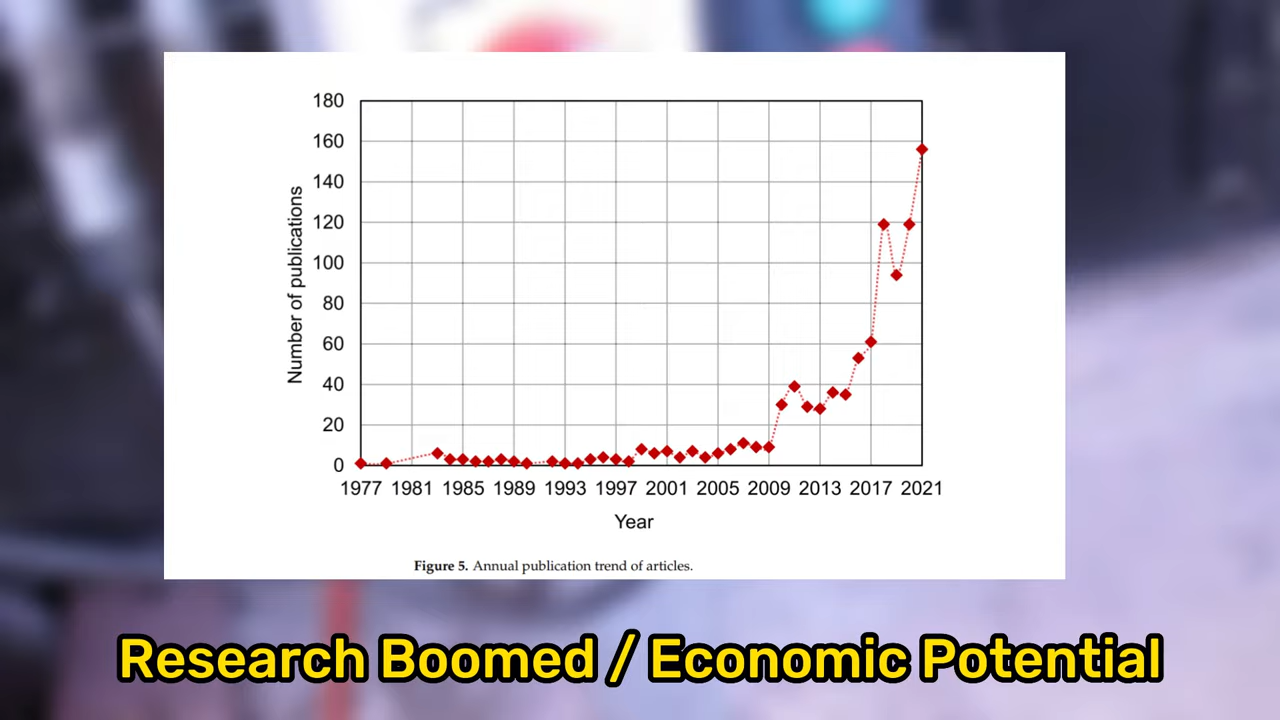 180
160
140
120
100
80
60
40
20
0
Number of publications
1977 1981 1985 1989 1993 1997 2001 2005 2009 2013 2017 2021
Year
Figure 5. Annual publication trend of articles.
Research Boomed / Economic Potential